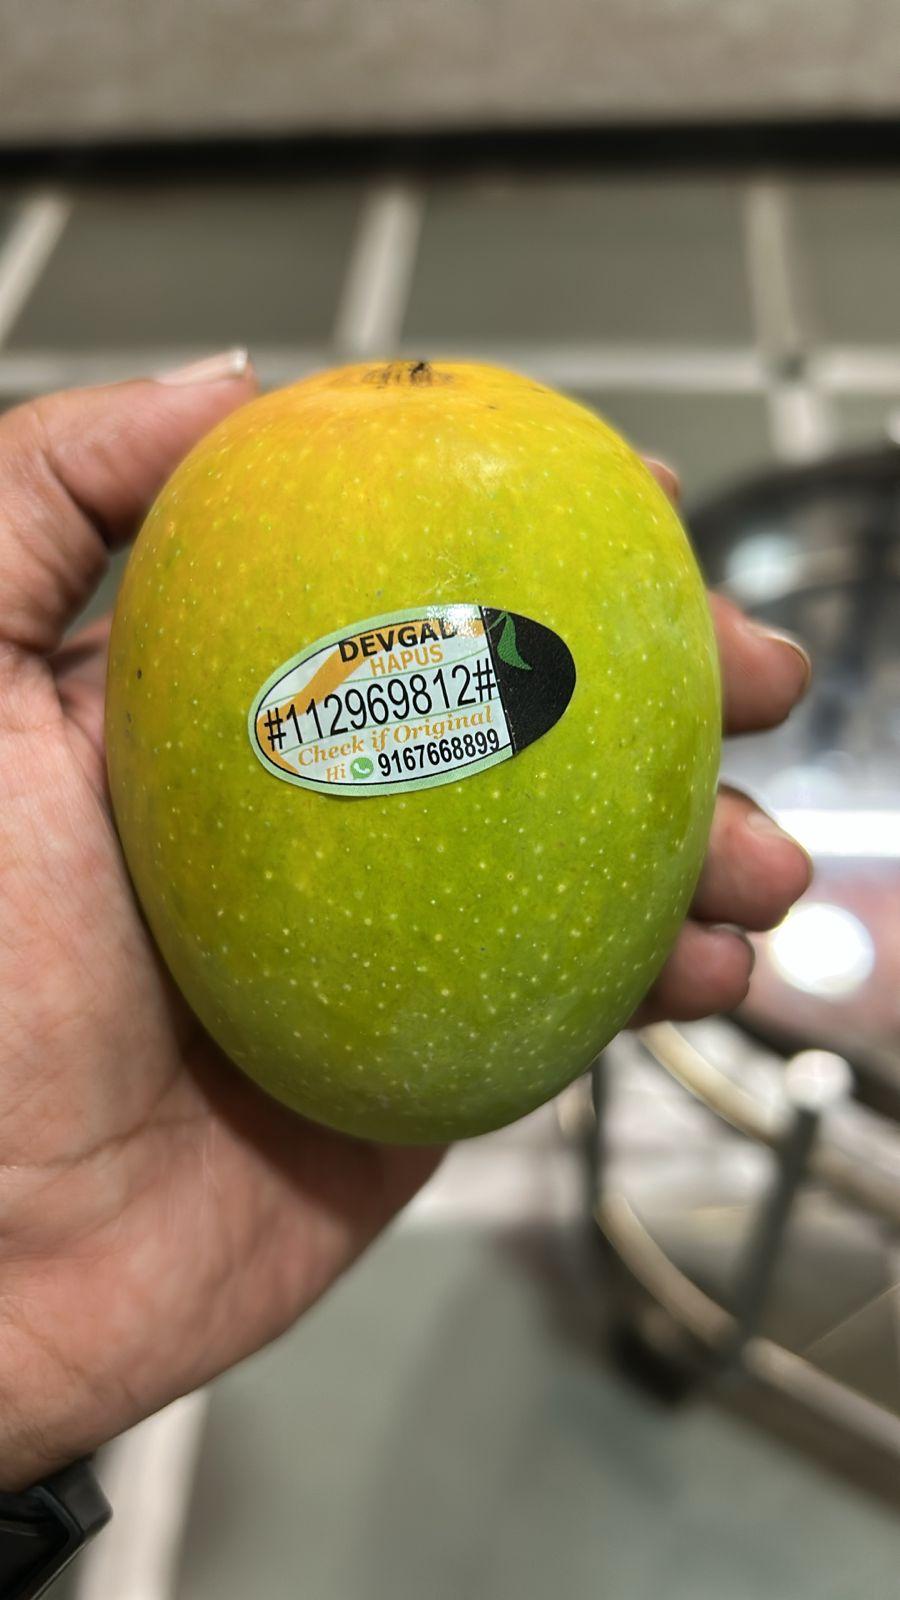 DEVGAD
HAPUS
#112969812#
Check if Original
Hi 9167668899